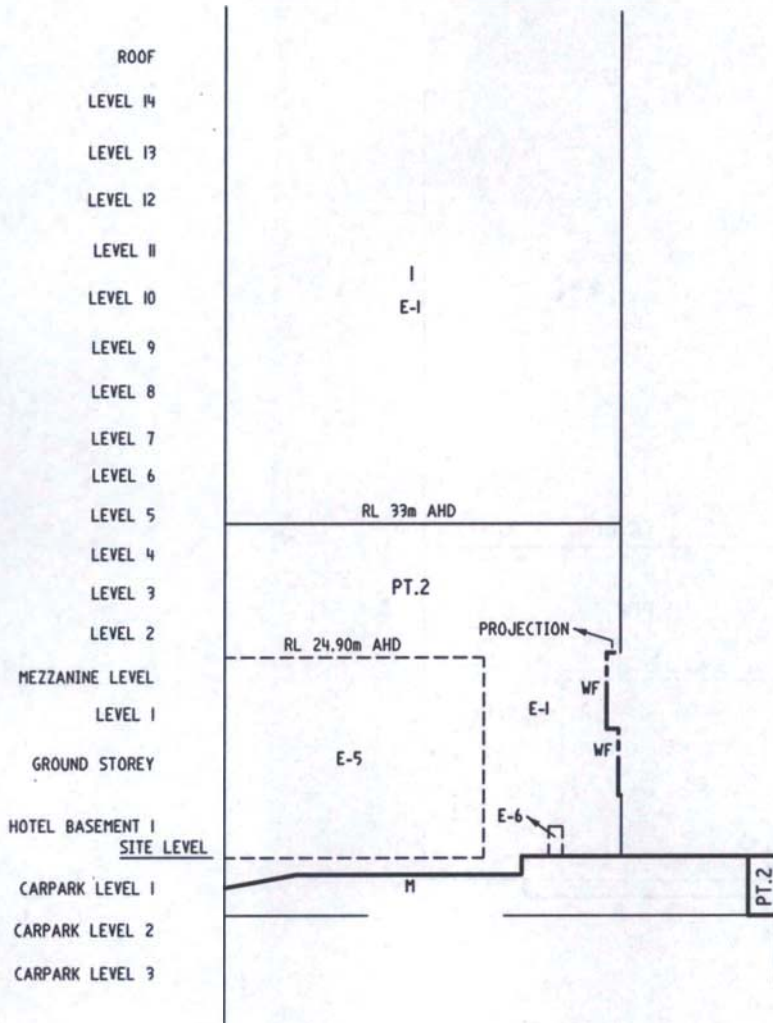 ROOF
LEVEL 14
LEVEL 13
LEVEL 12
LEVEL 11
1
LEVEL 10
E-1
LEVEL 9
LEVEL 8
LEVEL 7
LEVEL 6
LEVEL 5
RL 33m AHD
LEVEL 4
LEVEL 3
PT.2
LEVEL 2
PROJECTION
RL 24.90m AHD
MEZZANINE LEVEL
WF
LEVEL 1
E-1
WF
GROUND STOREY
E-5
E-6
HOTEL BASEMENT 1
SITE LEVEL
CARPARK LEVEL 1
M
PT.2
CARPARK LEVEL 2
CARPARK LEVEL 3